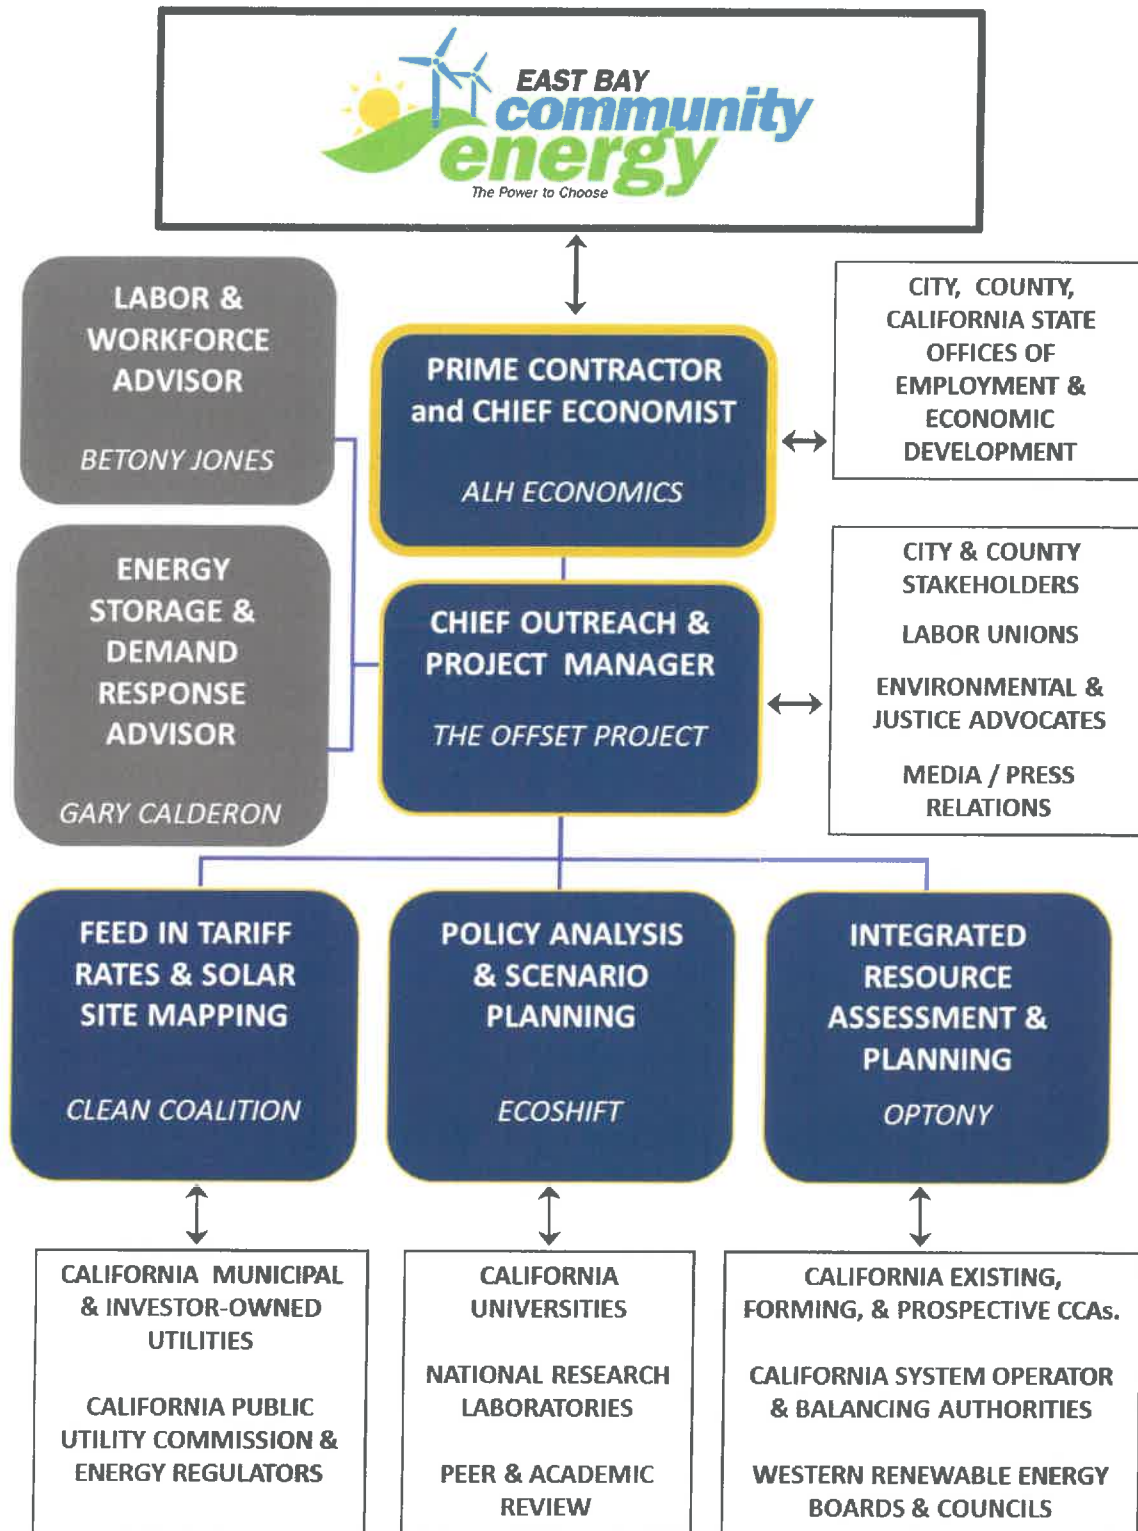 EAST BAY
community
energy
The Power to Choose
LABOR &
WORKFORCE
ADVISOR
BETONY JONES
PRIME CONTRACTOR
and CHIEF ECONOMIST
ALH ECONOMICS
CITY, COUNTY,
CALIFORNIA STATE
OFFICES OF
EMPLOYMENT &
ECONOMIC
DEVELOPMENT
ENERGY
STORAGE &
DEMAND
RESPONSE
ADVISOR
GARY CALDERON
CHIEF OUTREACH &
PROJECT MANAGER
THE OFFSET PROJECT
CITY & COUNTY
STAKEHOLDERS
LABOR UNIONS
ENVIRONMENTAL &
JUSTICE ADVOCATES
MEDIA / PRESS
RELATIONS
FEED IN TARIFF
RATES & SOLAR
SITE MAPPING
CLEAN COALITION
POLICY ANALYSIS
& SCENARIO
PLANNING
ECOSHIFT
INTEGRATED
RESOURCE
ASSESSMENT &
PLANNING
OPTONY
CALIFORNIA MUNICIPAL
& INVESTOR-OWNED
UTILITIES
CALIFORNIA PUBLIC
UTILITY COMMISSION &
ENERGY REGULATORS
CALIFORNIA
UNIVERSITIES
NATIONAL RESEARCH
LABORATORIES
PEER & ACADEMIC
REVIEW
CALIFORNIA EXISTING,
FORMING, & PROSPECTIVE CCAs.
CALIFORNIA SYSTEM OPERATOR
& BALANCING AUTHORITIES
WESTERN RENEWABLE ENERGY
BOARDS & COUNCILS